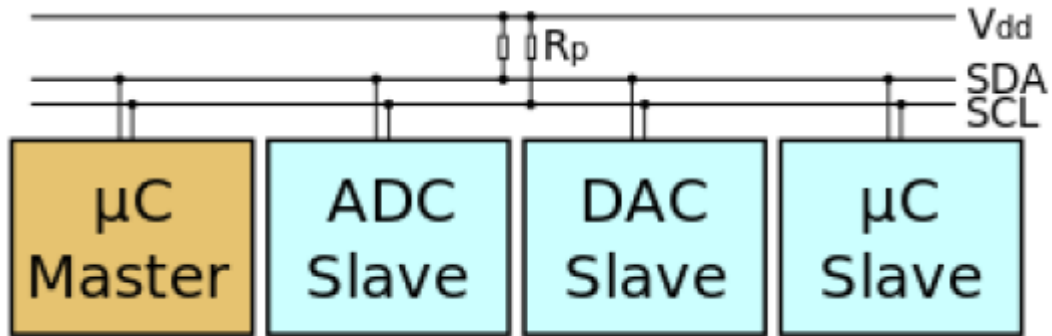 Vdd
Rp
SDA
SCL
µC
Master
ADC
Slave
DAC
Slave
µC
Slave